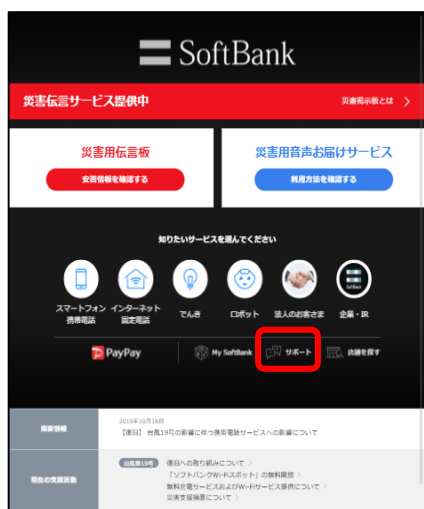 SoftBank
災害伝言サービス提供中
災害掲示板とは
災害用伝言板
安否情報を確認する
災害用音声お届けサービス
利用方法を確認する
知りたいサービスを選んでください
スマートフォン
携帯電話
インターネット
固定電話
でんき
ロボット
法人のお客さま
SoftBank
企業・IR
PayPay
My SoftBank
サポート
店舗を探す
障害情報
2019年10月16日
【復旧】台風19号の影響に伴う携帯電話サービスへの影響について
現在の支援活動
台風第19号
復旧への取り組みについて
「ソフトバンクWi-Fiスポット」の無料開放
無料充電サービスおよびWi-Fiサービス提供について
災害支援措置について